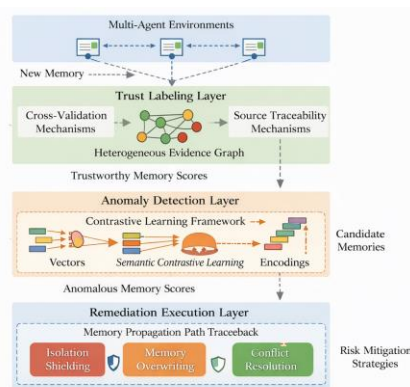 Multi-Agent Environments
New Memory
Trust Labeling Layer
Cross-Validation
Mechanisms
Source Traceability
Mechanisms
Heterogeneous Evidence Graph
Trustworthy Memory Scores
Anomaly Detection Layer
Contrastive Learning Framework
Vectors
Semantic Contrastive Learning
Encodings
Candidate
Memories
Anomalous Memory Scores
Remediation Execution Layer
Memory Propagation Path Traceback
Isolation
Shielding
Memory
Overwriting
Conflict
Resolution
Risk Mitigation
Strategies